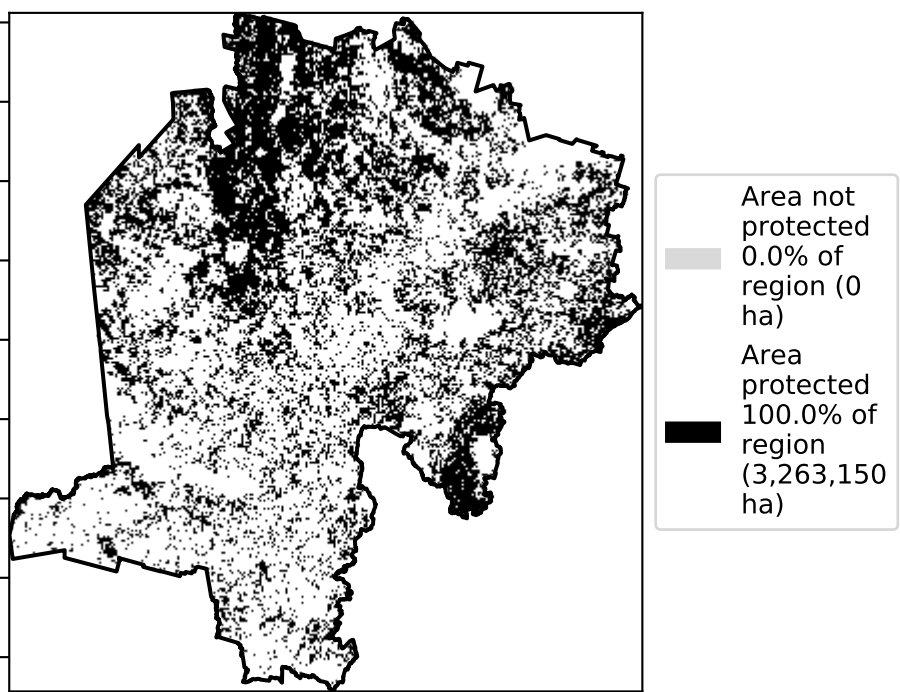 Area not
protected
0.0% of
region (0
ha)
Area
protected
100.0% of
region
(3,263,150
ha)